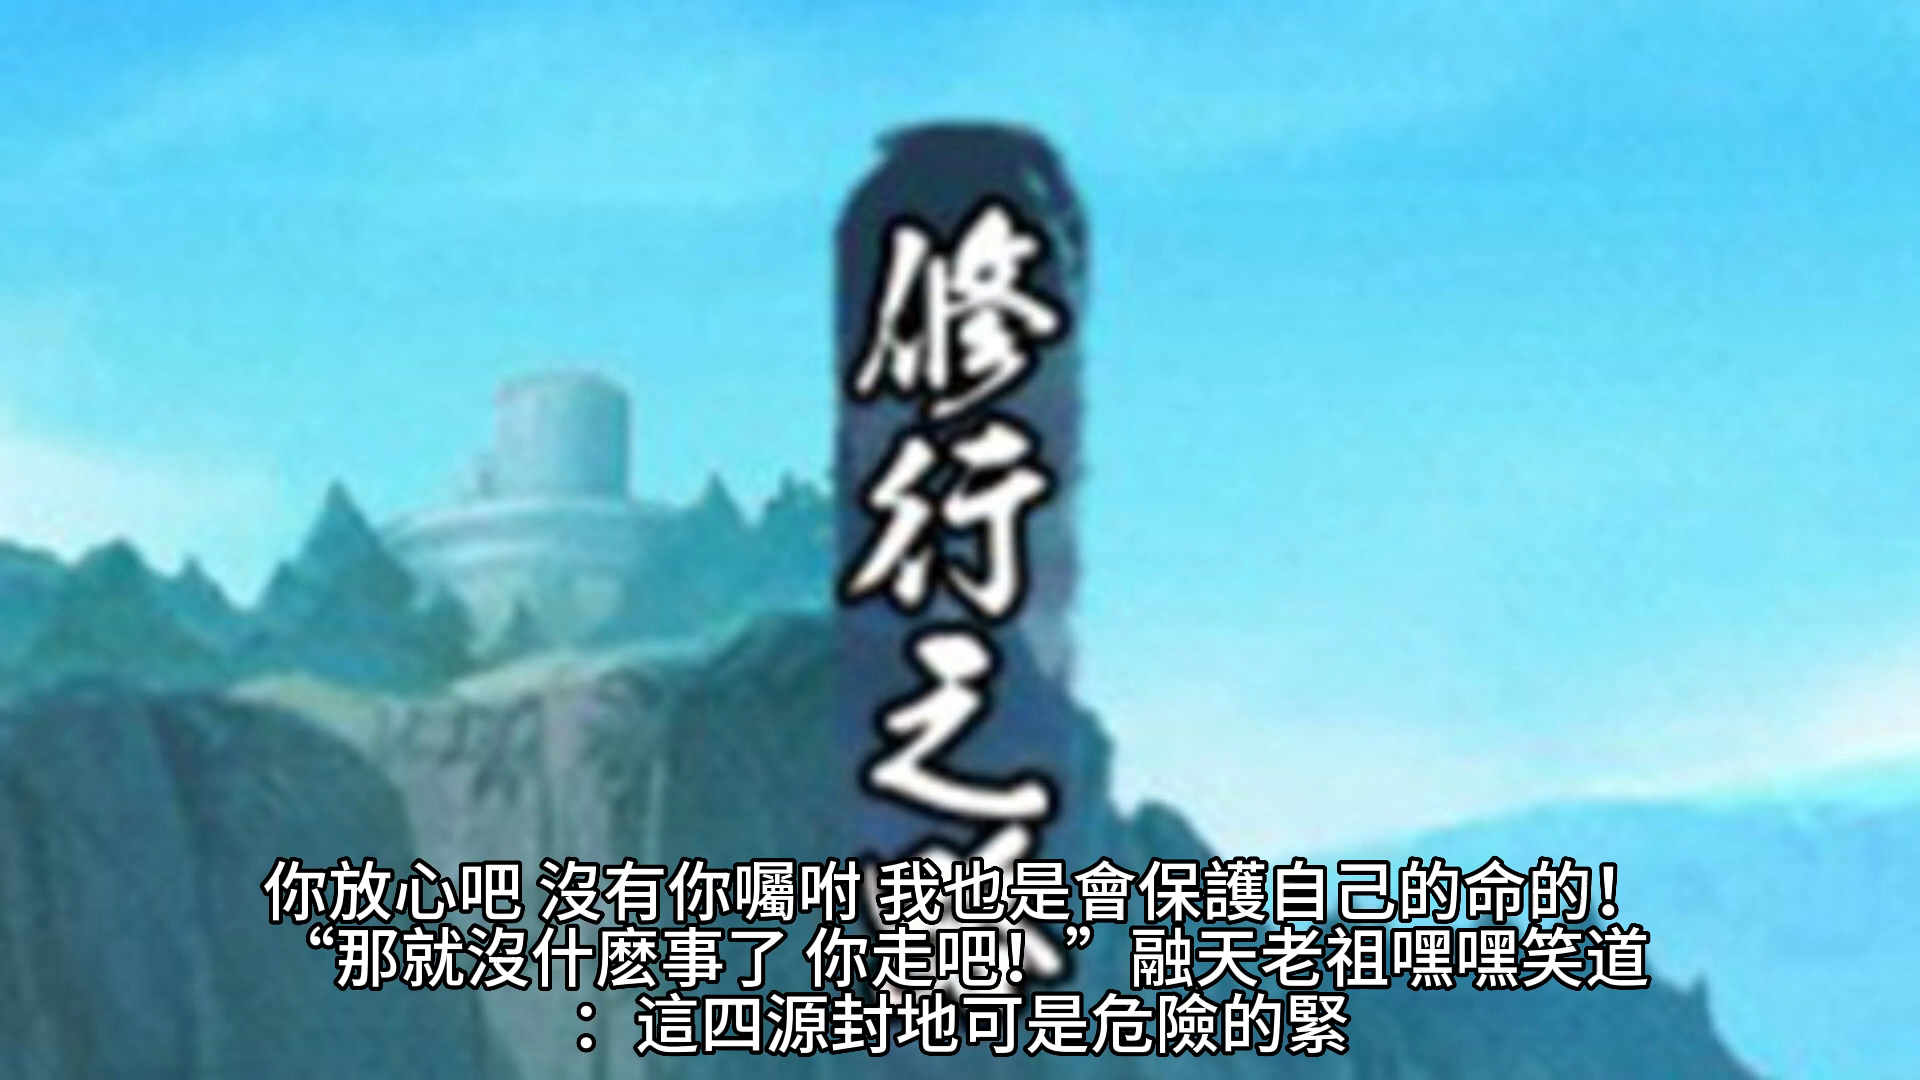 修行之
你放心吧 沒有你囑咐 我也是會保護自己的命的！
“那就沒什麽事了 你走吧！”融天老祖嘿嘿笑道
：這四源封地可是危險的緊